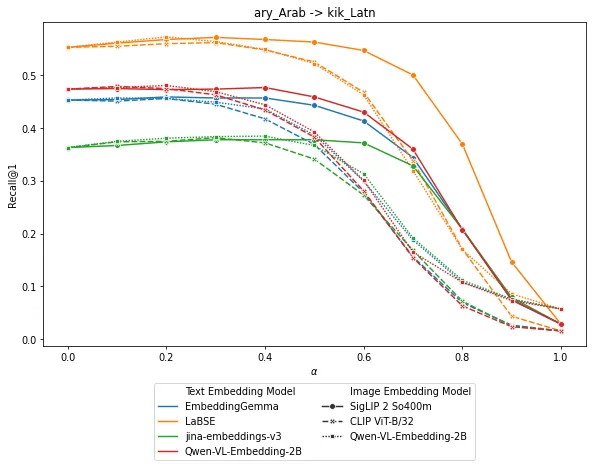 ary_Arab -> kik_Latn
Recall@1
0.5
0.4
0.3
0.2
0.1
0.0
0.0 0.2 0.4 0.6 0.8 1.0
α
Text Embedding Model
EmbeddingGemma
LaBSE
jina-embeddings-v3
Qwen-VL-Embedding-2B
Image Embedding Model
SigLIP 2 So400m
CLIP ViT-B/32
Qwen-VL-Embedding-2B